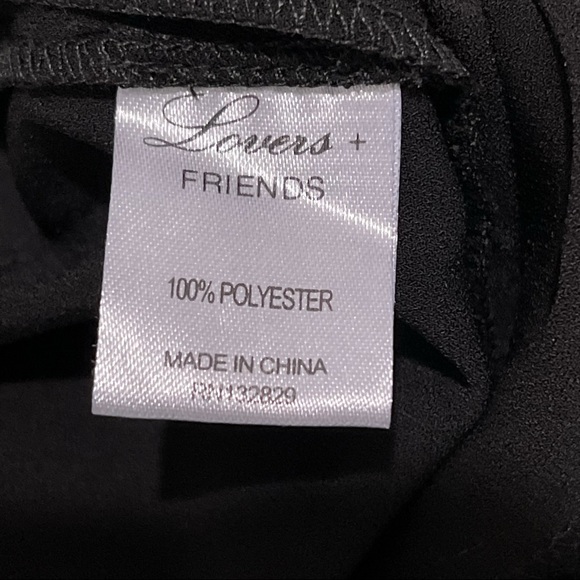 Lovers +
FRIENDS
100% POLYESTER
MADE IN CHINA
RN132829